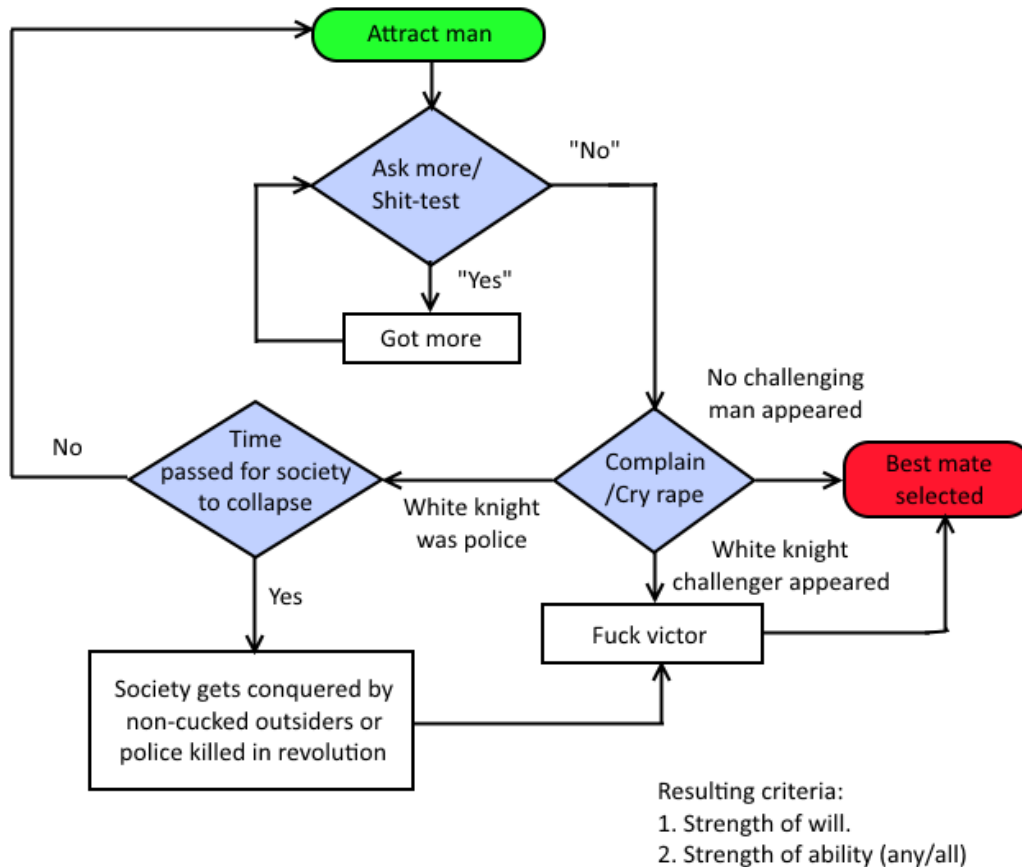 Attract man
Ask more/
Shit-test
"No"
"Yes"
Got more
No challenging
man appeared
No
Time
passed for society
to collapse
Complain
/Cry rape
Best mate
selected
White knight
was police
White knight
challenger appeared
Yes
Fuck victor
Society gets conquered by
non-cucked outsiders or
police killed in revolution
Resulting criteria:
1. Strength of will.
2. Strength of ability (any/all)